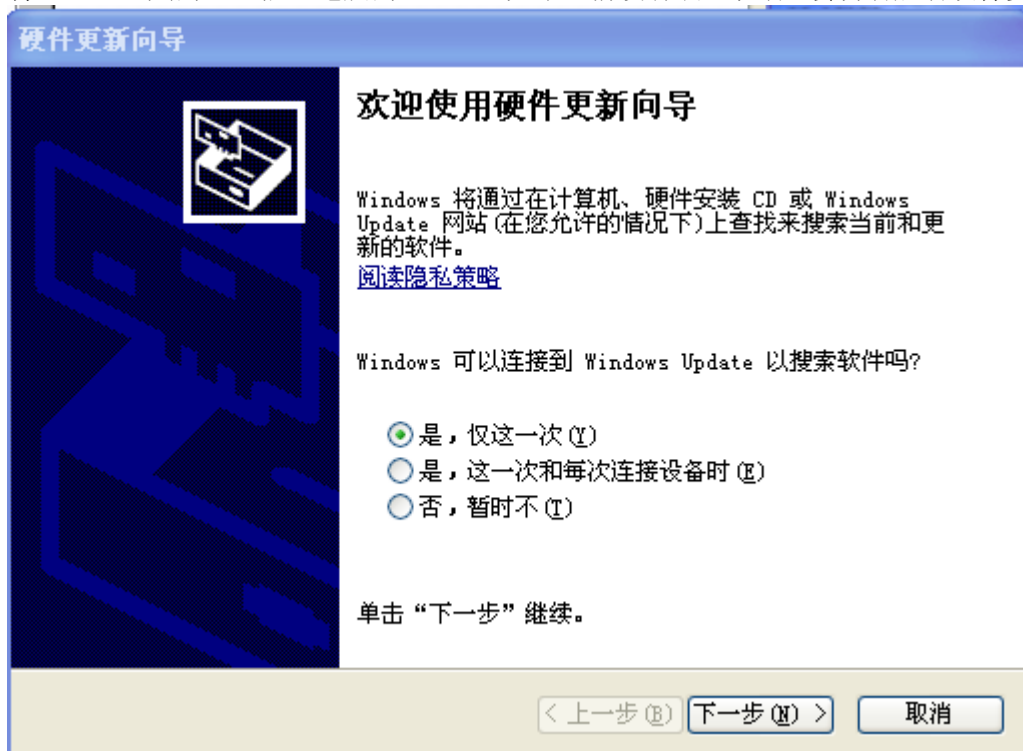 硬件更新向导
欢迎使用硬件更新向导
Windows 将通过在计算机、硬件安装 CD 或 Windows
Update 网站(在您允许的情况下)上查找来搜索当前和更
新的软件。
阅读隐私策略
Windows 可以连接到 Windows Update 以搜索软件吗?
是，仅这一次(Y)
是，这一次和每次连接设备时(E)
否，暂时不(T)
单击“下一步”继续。
< 上一步(B) 下一步(N) > 取消